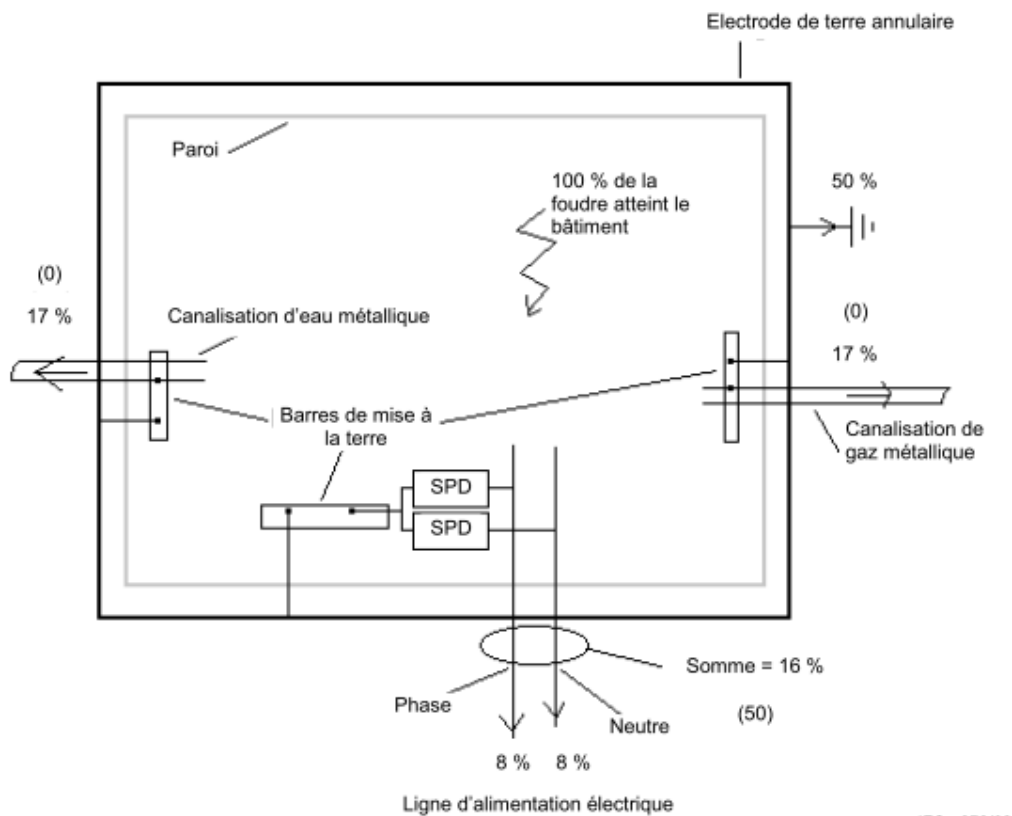 Electrode de terre annulaire
Paroi
100 % de la
foudre atteint le
bâtiment
50 %
(0)
17 %
Canalisation d'eau métallique
(0)
17 %
Barres de mise à
la terre
Canalisation de
gaz métallique
SPD
SPD
Somme = 16 %
(50)
Phase
Neutre
8 % 8 %
Ligne d'alimentation électrique